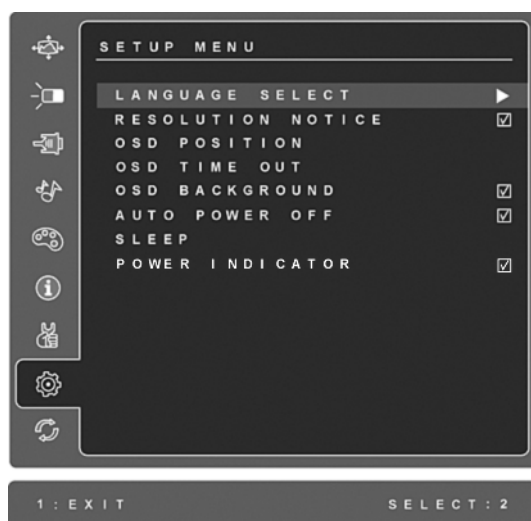 SETUP MENU
LANGUAGE SELECT
RESOLUTION NOTICE
OSD POSITION
OSD TIME OUT
OSD BACKGROUND
AUTO POWER OFF
SLEEP
POWER INDICATOR
1:EXIT SELECT:2